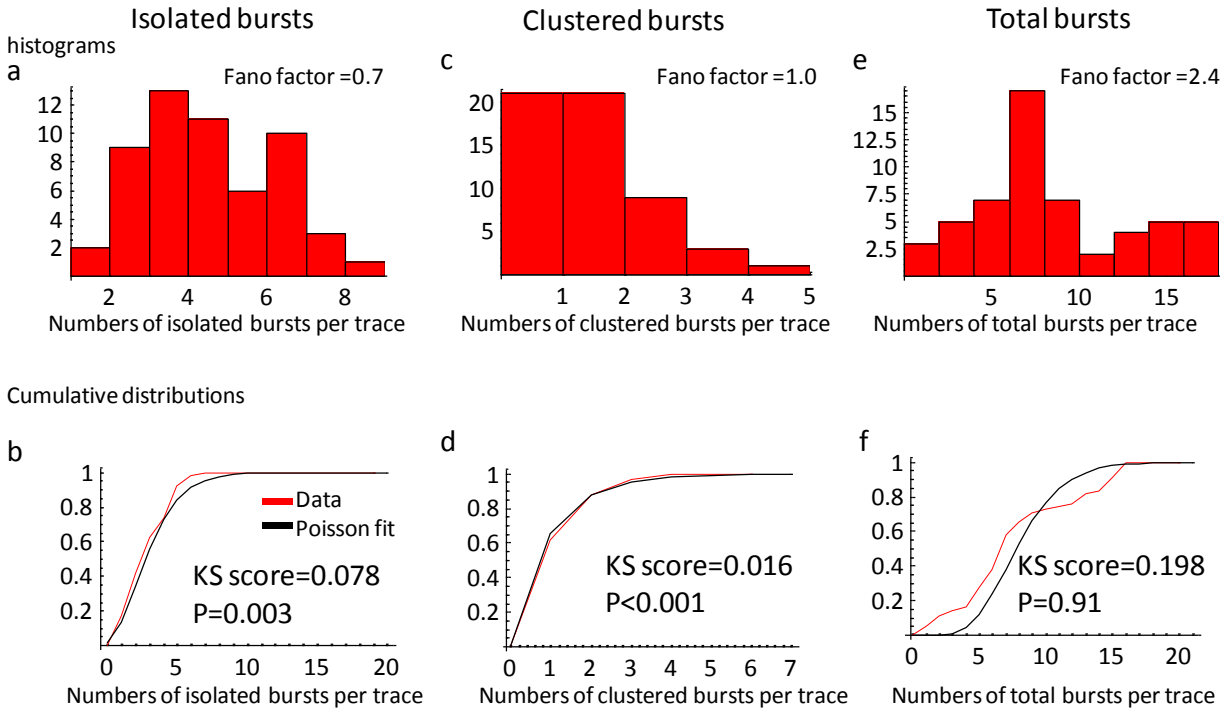 Isolated bursts
Clustered bursts
Total bursts
histograms
a
Fano factor =0.7
12
10
8
6
4
2
2 4 6 8
Numbers of isolated bursts per trace
c
Fano factor =1.0
20
15
10
5
1 2 3 4 5
Numbers of clustered bursts per trace
e
Fano factor =2.4
15
12.5
10
7.5
5
2.5
5 10 15
Numbers of total bursts per trace
Cumulative distributions
b
1
0.8
0.6
0.4
0.2
Data
Poisson fit
KS score=0.078
P=0.003
0 5 10 15 20
Numbers of isolated bursts per trace
d
1
0.8
0.6
0.4
0.2
KS score=0.016
P<0.001
0 1 2 3 4 5 6 7
Numbers of clustered bursts per trace
f
1
0.8
0.6
0.4
0.2
KS score=0.198
P=0.91
0 5 10 15 20
Numbers of total bursts per trace